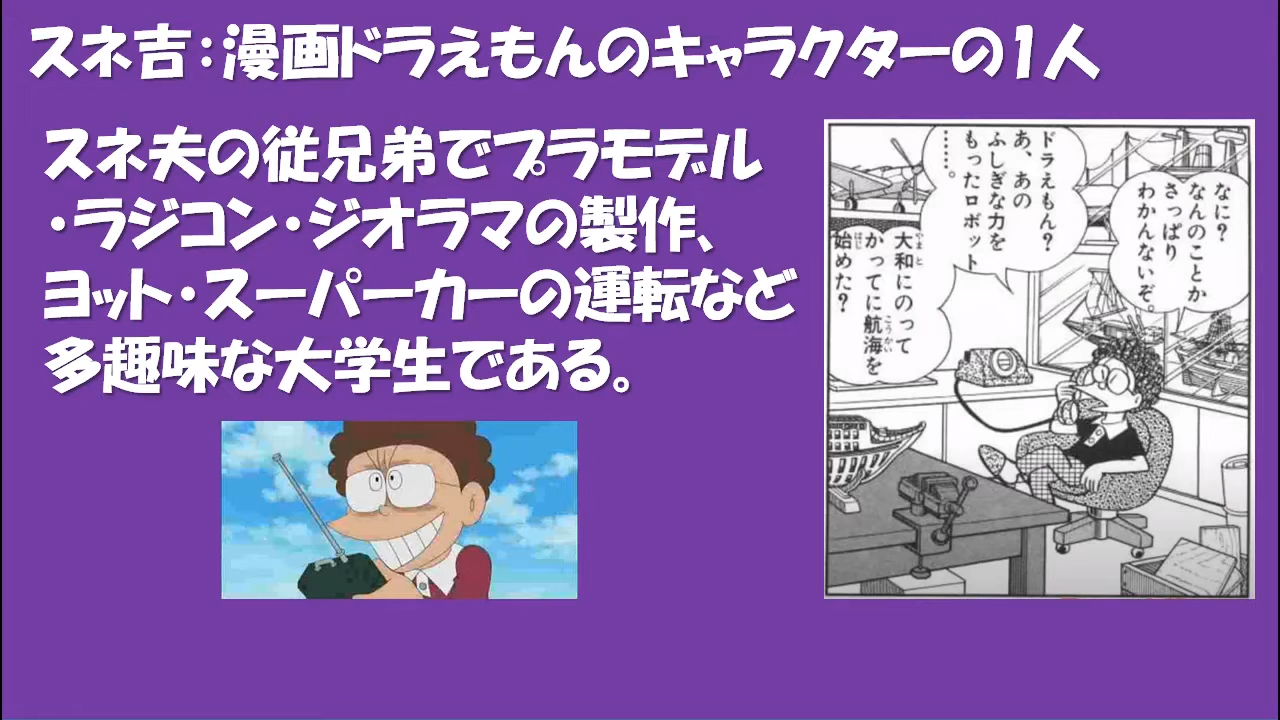 スネ吉：漫画ドラえもんのキャラクターの1人
スネ夫の従兄弟でプラモデル
・ラジコン・ジオラマの製作、
ヨット・スーパーカーの運転など
多趣味な大学生である。
なに？
なんのことか
さっぱり
わかんないぞ。
ドラえもん？
あ、あの
ふしぎな力を
もったロボット
……。
大和にのって
かってに航海を
始めた？